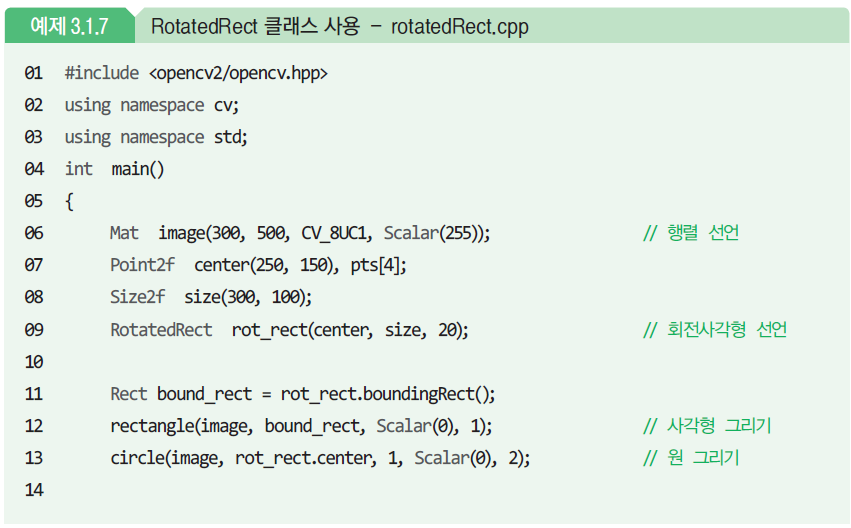 예제 3.1.7 RotatedRect 클래스 사용 - rotatedRect.cpp
01 #include <opencv2/opencv.hpp>
02 using namespace cv;
03 using namespace std;
04 int main()
05 {
06 Mat image(300, 500, CV_8UC1, Scalar(255)); // 행렬 선언
07 Point2f center(250, 150), pts[4];
08 Size2f size(300, 100);
09 RotatedRect rot_rect(center, size, 20); // 회전사각형 선언
10
11 Rect bound_rect = rot_rect.boundingRect();
12 rectangle(image, bound_rect, Scalar(0), 1); // 사각형 그리기
13 circle(image, rot_rect.center, 1, Scalar(0), 2); // 원 그리기
14